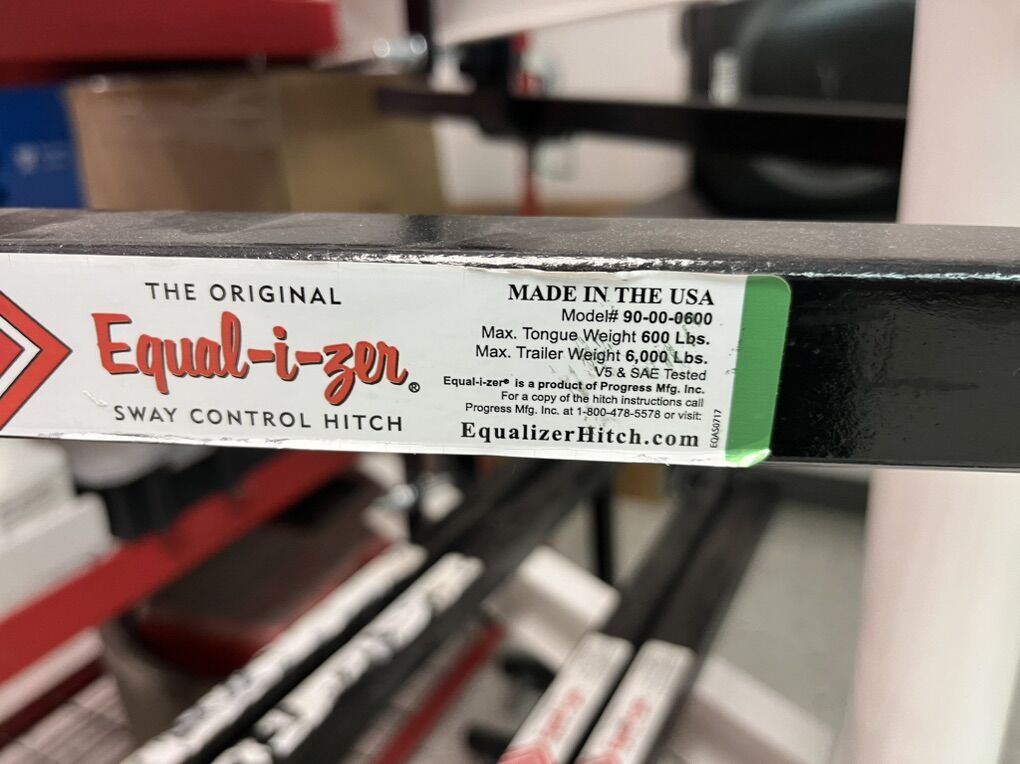 THE ORIGINAL
Equal-i-zer®
SWAY CONTROL HITCH
MADE IN THE USA
Model# 90-00-0600
Max. Tongue Weight 600 Lbs.
Max. Trailer Weight 6,000 Lbs.
V5 & SAE Tested
Equal-i-zer® is a product of Progress Mfg. Inc.
For a copy of the hitch instructions call
Progress Mfg. Inc. at 1-800-478-5578 or visit:
EqualizerHitch.com
EQAS0717